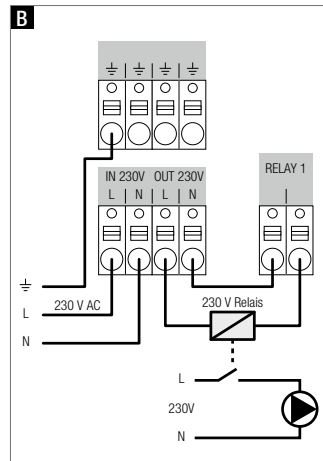 B
⏚ | ⏚ | ⏚ | ⏚
IN 230V OUT 230V
L | N | L | N
RELAY 1
|
⏚
L 230 V AC
N
230 V Relais
L
230V
N